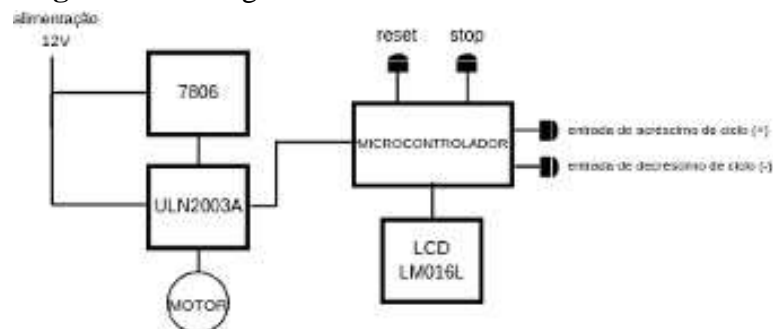 alimentação
12V
reset
stop
7806
MICROCONTROLADOR
entrada de acréscimo de ciclo (+)
entrada de decréscimo de ciclo (-)
ULN2003A
LCD
LM016L
MOTOR